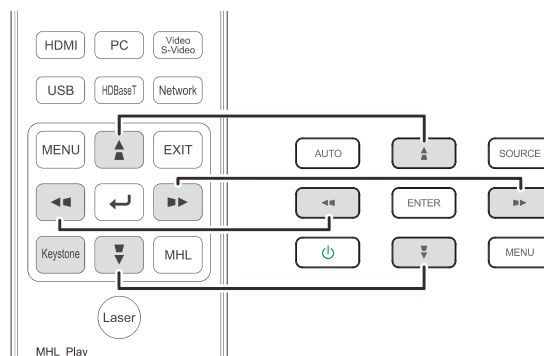 HDMI
PC
Video
S-Video
USB
HDBaseT
Network
MENU
EXIT
Keystone
MHL
Laser
MHL Play
AUTO
SOURCE
ENTER
MENU